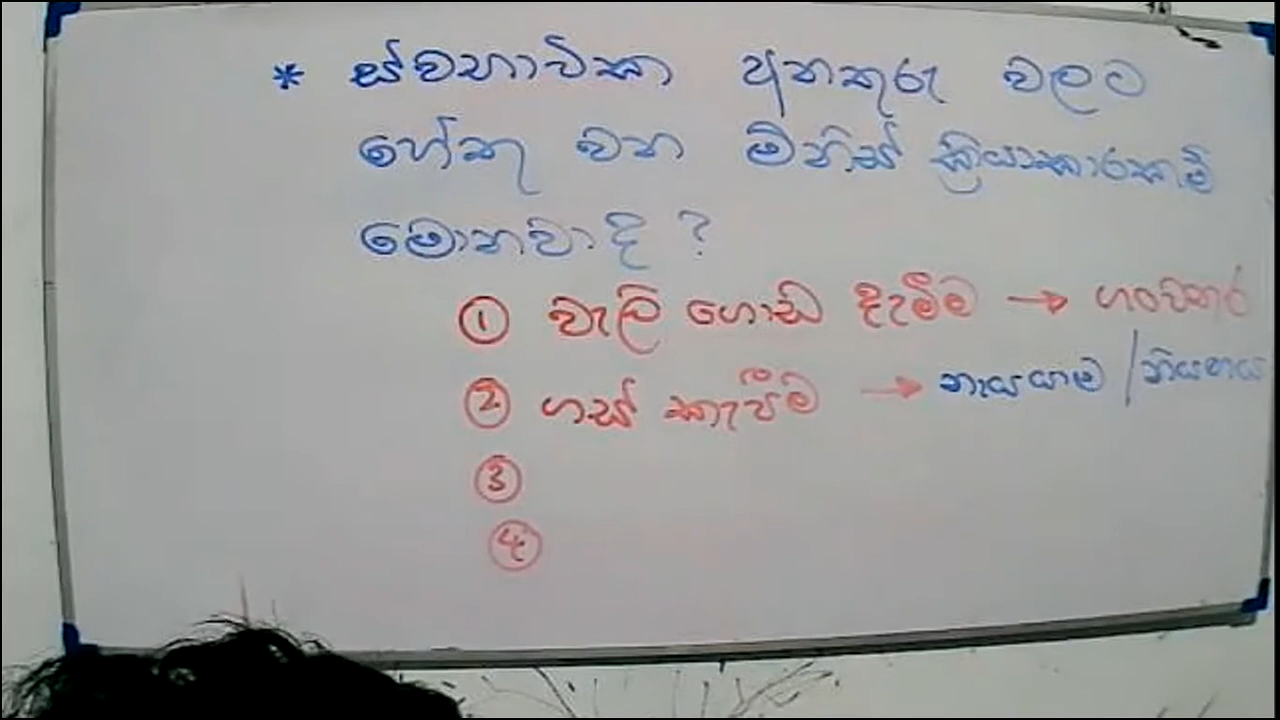 * ස්වභාවික අනතුරු වලට
හේතු වන මිනිස් ක්‍රියාකාරකම්
මොනවාද ?
① වැලි ගොඩ දැමීම → ගංවතුර
② ගස් කැපීම → නායයාම / නියඟය
③
④